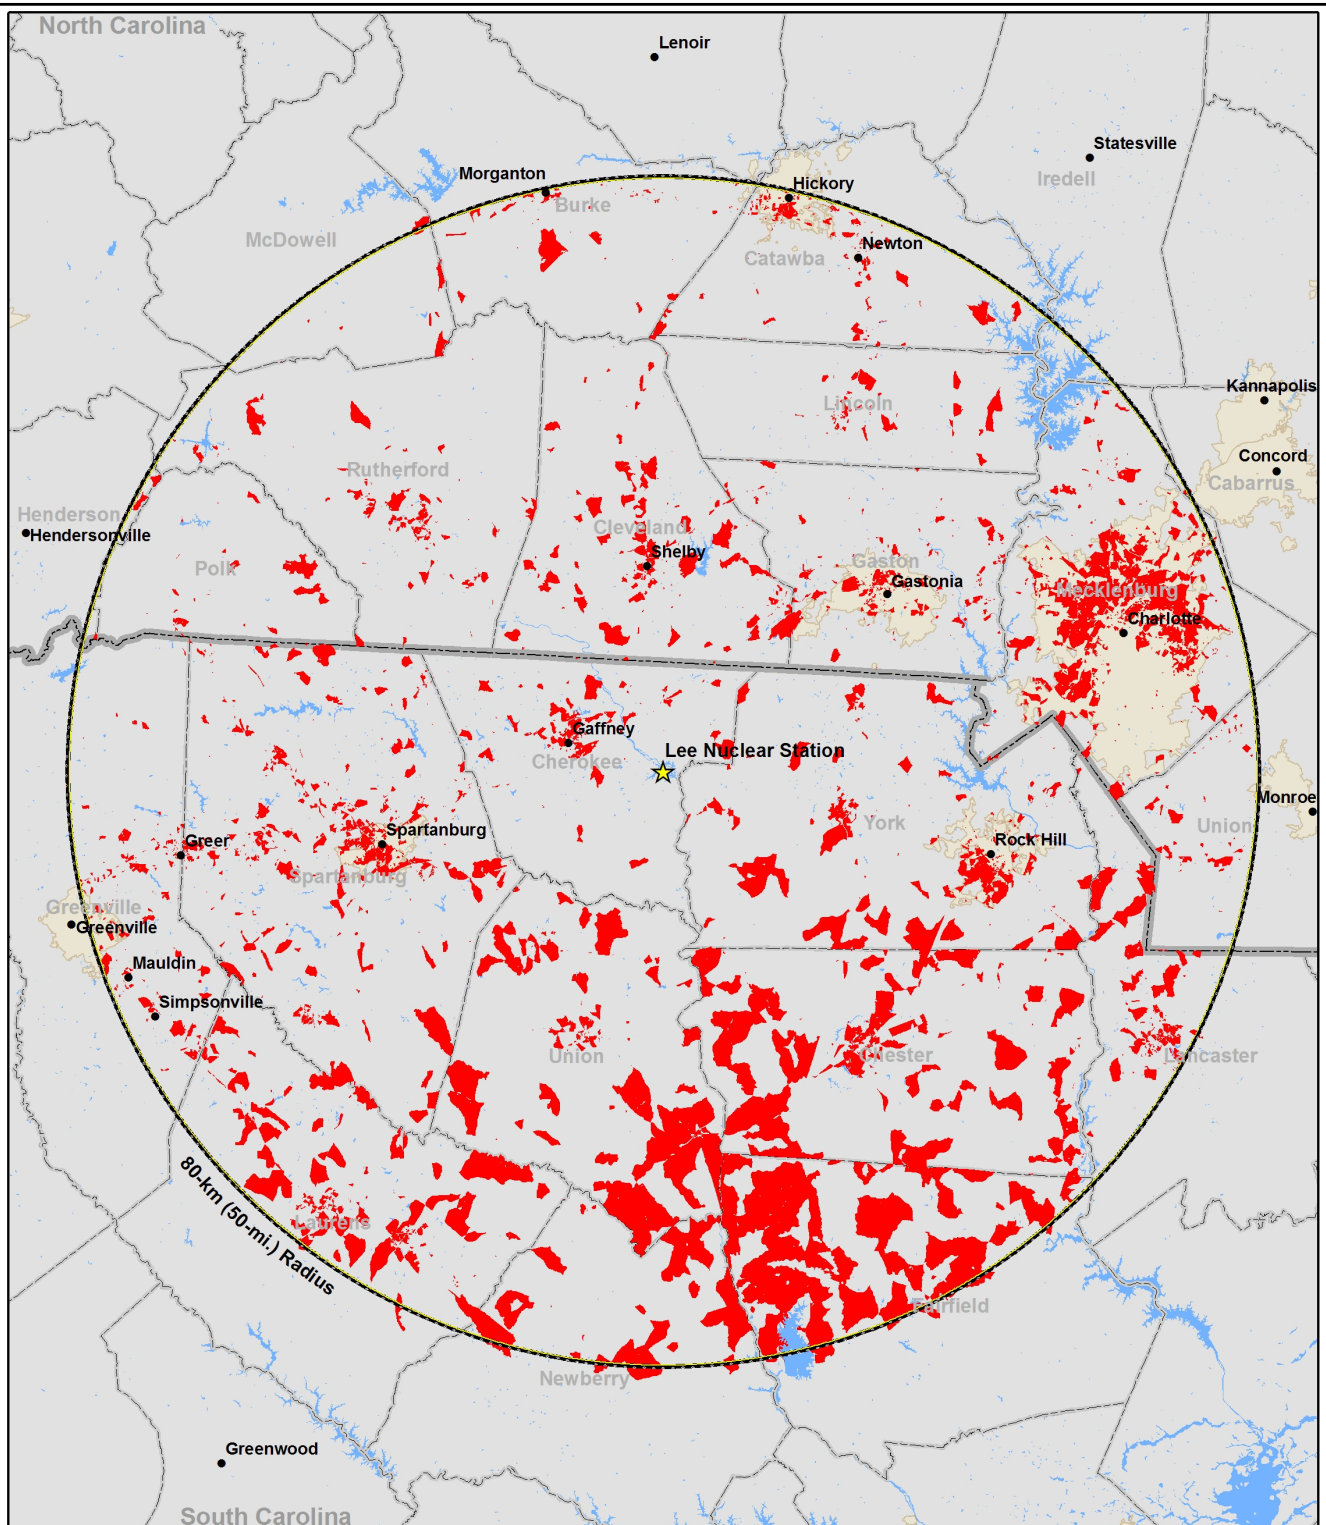 North Carolina
Lenoir
Statesville
Iredell
Morganton
Hickory
Burke
McDowell
Newton
Catawba
Kannapolis
Lincoln
Concord
Rutherford
Cabarrus
Henderson
Hendersonville
Cleveland
Shelby
Polk
Gaston
Gastonia
Mecklenburg
Charlotte
Gaffney
Lee Nuclear Station
Cherokee
Monroe
Union
York
Spartanburg
Greer
Rock Hill
Spartanburg
Greenville
Greenville
Mauldin
Simpsonville
Union
Chester
Lancaster
80-km (50-mi.) Radius
Laurens
Fairfield
Newberry
Greenwood
South Carolina